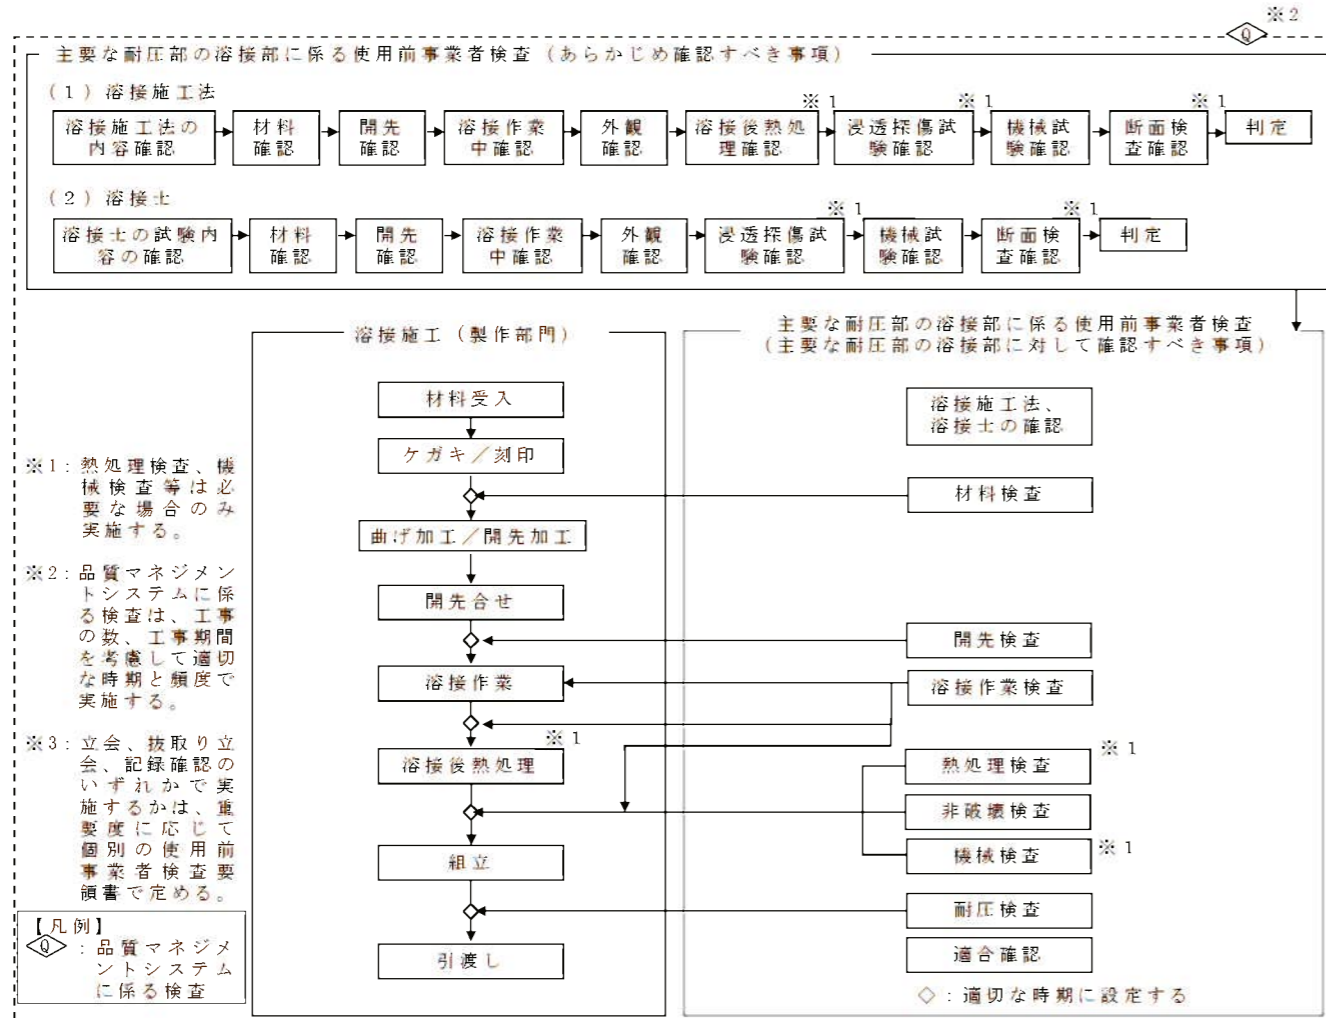 ※2
Q
主要な耐圧部の溶接部に係る使用前事業者検査（あらかじめ確認すべき事項）
(1) 溶接施工法
※1
※1
※1
溶接施工法の
内容確認
材料
確認
開先
確認
溶接作業
中確認
外観
確認
溶接後熱処
理確認
浸透探傷試
験確認
機械試
験確認
断面検
査確認
判定
(2) 溶接士
※1
※1
溶接士の試験内
容の確認
材料
確認
開先
確認
溶接作業
中確認
外観
確認
浸透探傷試
験確認
機械試
験確認
断面検
査確認
判定
溶接施工（製作部門）
材料受入
ケガキ／刻印
曲げ加工／開先加工
開先合せ
溶接作業
※1
溶接後熱処理
組立
引渡し
主要な耐圧部の溶接部に係る使用前事業者検査
（主要な耐圧部の溶接部に対して確認すべき事項）
溶接施工法、
溶接士の確認
材料検査
開先検査
溶接作業検査
熱処理検査
※1
非破壊検査
機械検査
※1
耐圧検査
適合確認
◇：適切な時期に設定する
※1：熱処理検査、機
械検査等は必
要な場合のみ
実施する。
※2：品質マネジメン
トシステムに係
る検査は、工事
の数、工事期間
を考慮して適切
な時期と頻度で
実施する。
※3：立会、抜取り立
会、記録確認の
いずれかで実
施するかは、重
要度に応じて
個別の使用前
事業者検査要
領書で定める。
【凡例】
Q：品質マネジメ
ントシステム
に係る検査